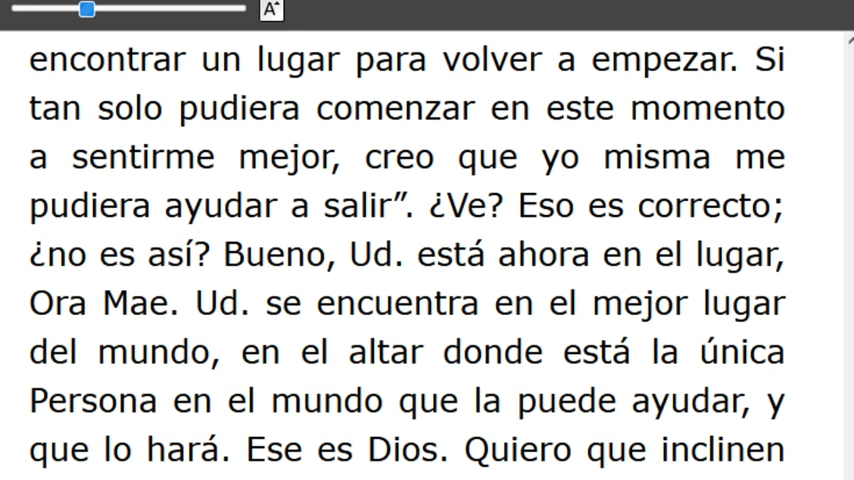 A
encontrar un lugar para volver a empezar. Si
tan solo pudiera comenzar en este momento
a sentirme mejor, creo que yo misma me
pudiera ayudar a salir”. ¿Ve? Eso es correcto;
¿no es así? Bueno, Ud. está ahora en el lugar,
Ora Mae. Ud. se encuentra en el mejor lugar
del mundo, en el altar donde está la única
Persona en el mundo que la puede ayudar, y
que lo hará. Ese es Dios. Quiero que inclinen